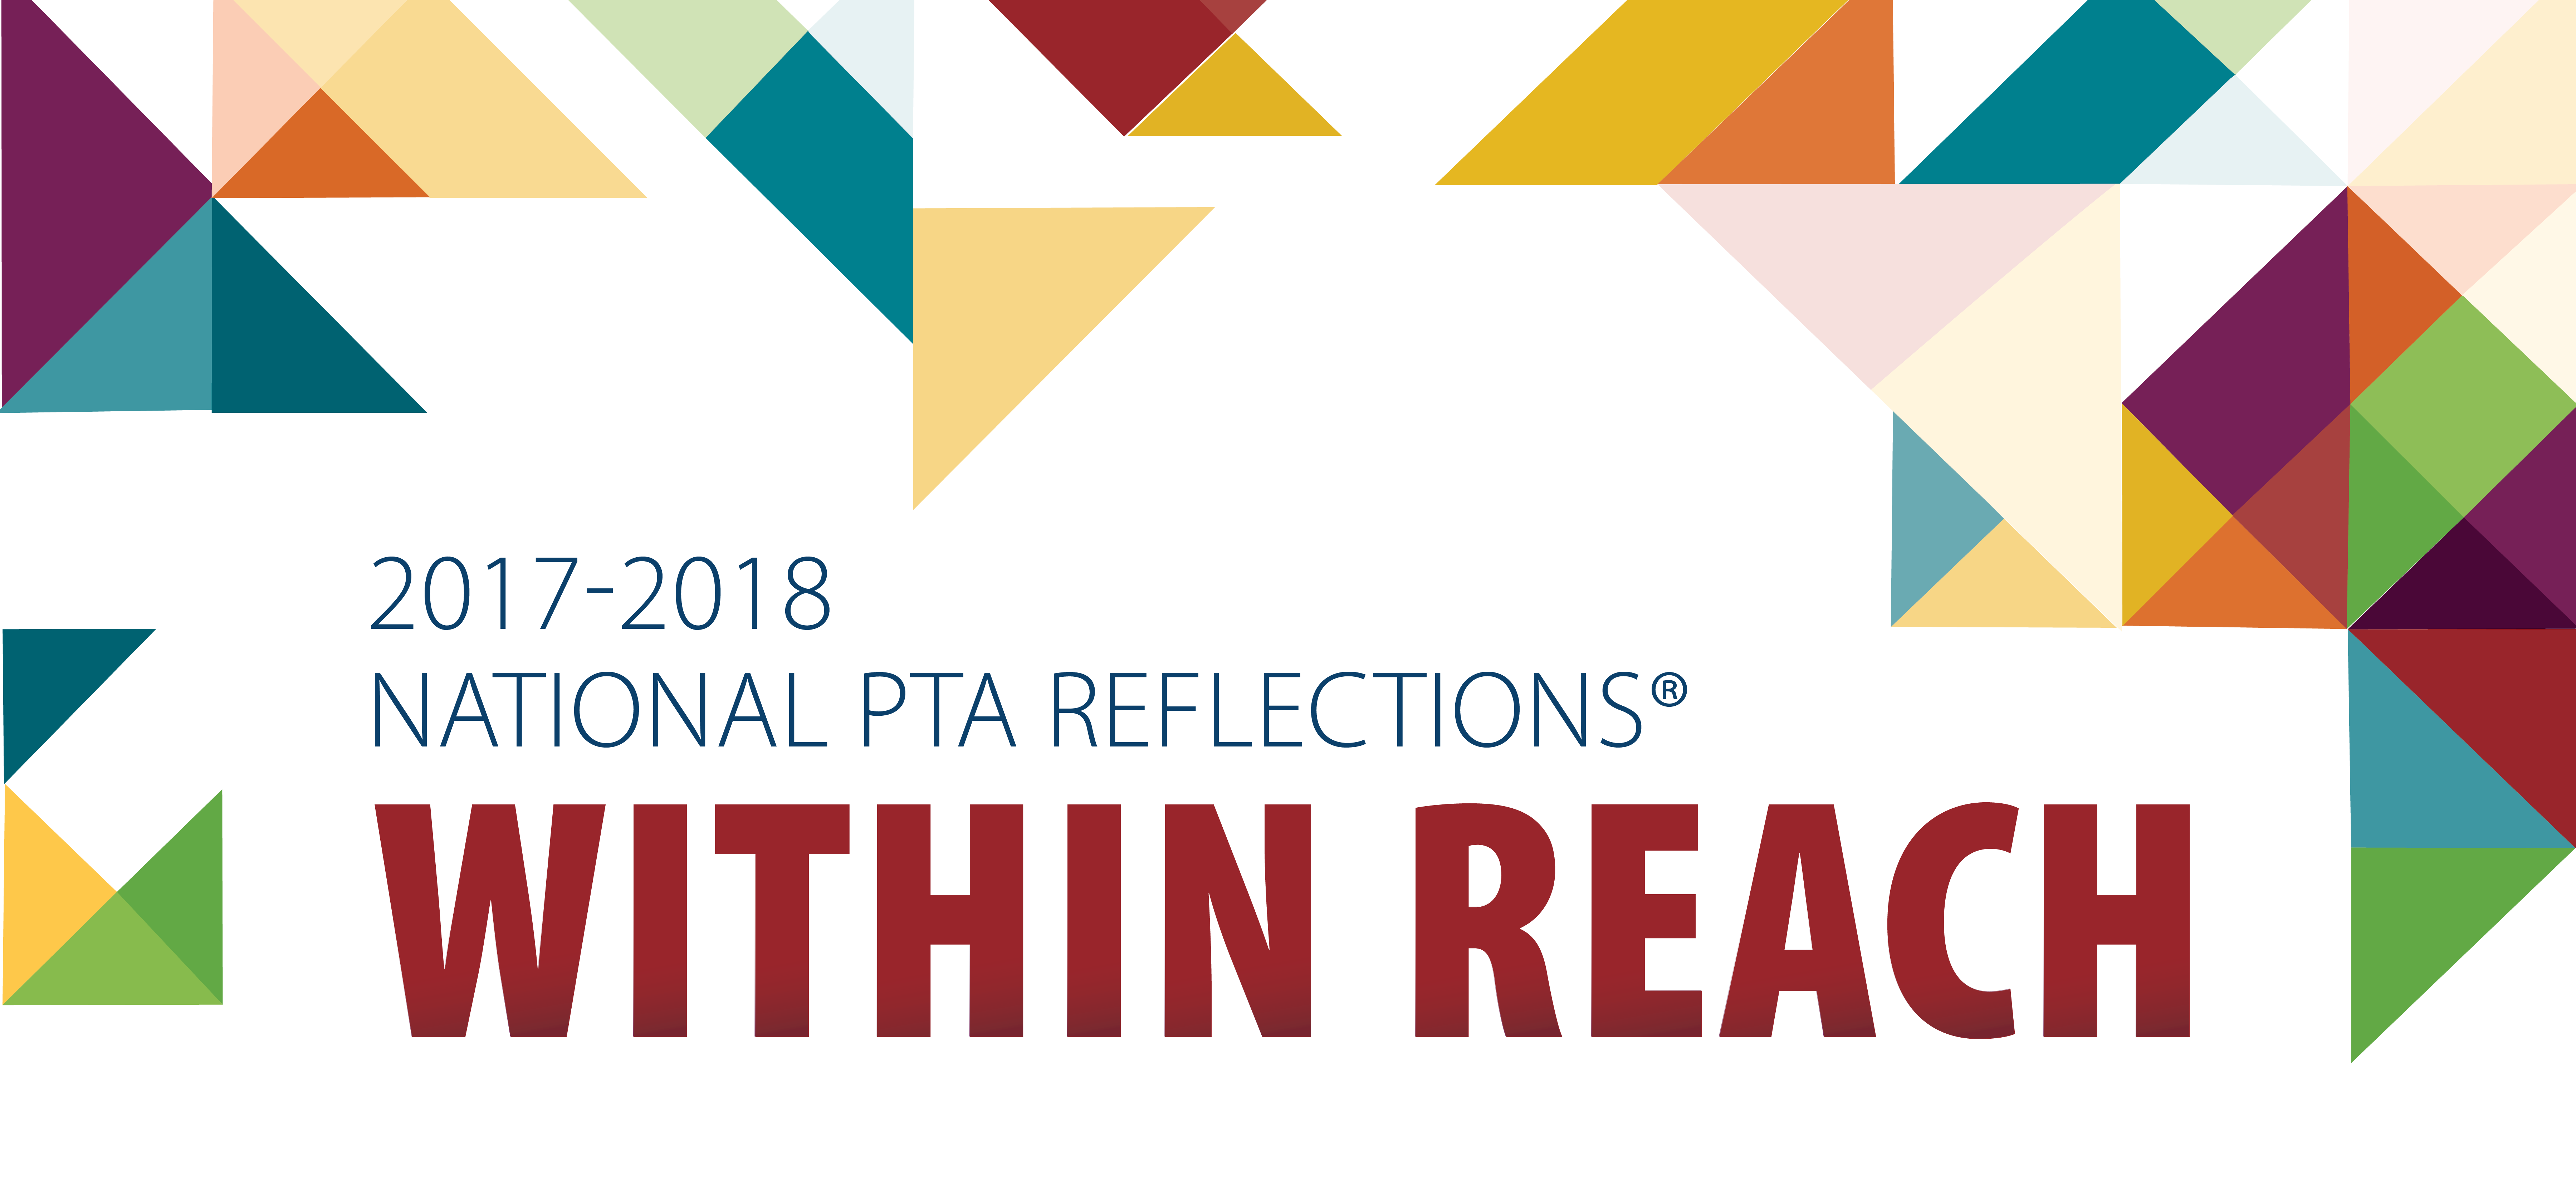 2017-2018
NATIONAL PTA REFLECTIONS®
WITHIN REACH